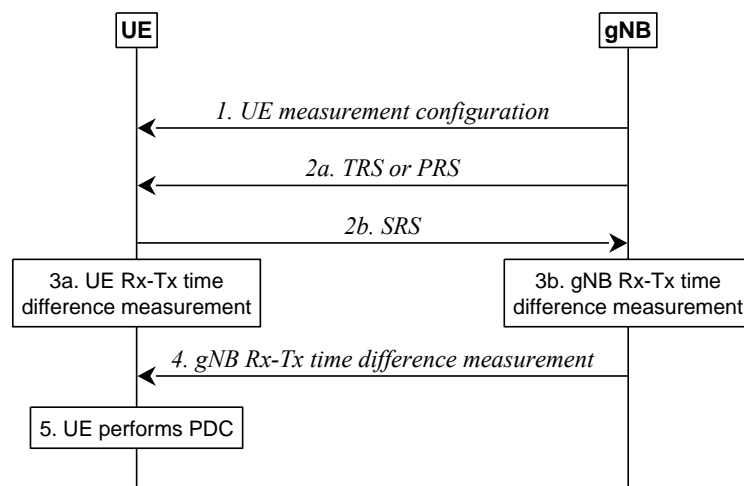 UE
gNB
1. UE measurement configuration
2a. TRS or PRS
2b. SRS
3a. UE Rx-Tx time
difference measurement
3b. gNB Rx-Tx time
difference measurement
4. gNB Rx-Tx time difference measurement
5. UE performs PDC